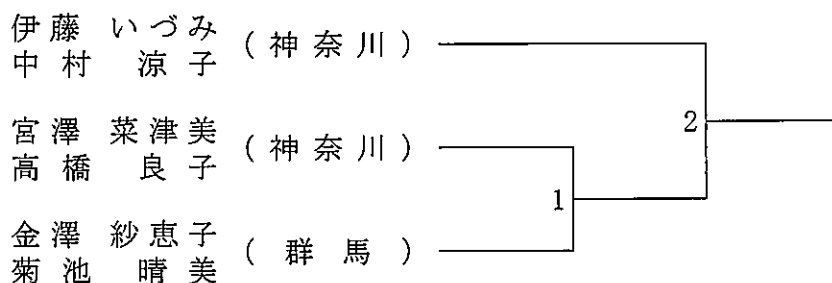 伊藤 いづみ
中村 涼子
(神奈川)
宮澤 菜津美
高橋 良子
(神奈川)
金澤 紗恵子
菊池 晴美
(群馬)
2
1